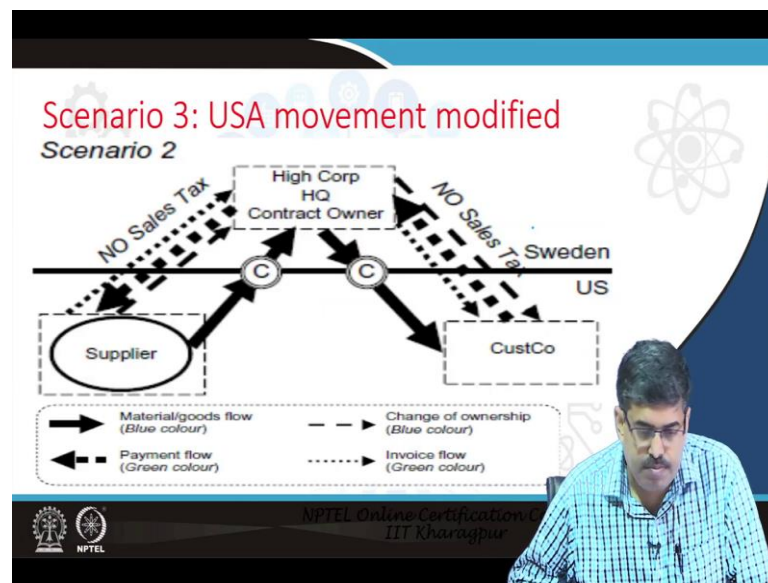 Scenario 3: USA movement modified
Scenario 2
High Corp
HQ
Contract Owner
NO Sales Tax
NO Sales Tax
Sweden
US
C
C
Supplier
CustCo
Material/goods flow
(Blue colour)
Change of ownership
(Blue colour)
Payment flow
(Green colour)
Invoice flow
(Green colour)
NPTEL Online Certification
IIT Kharagpur
NPTEL